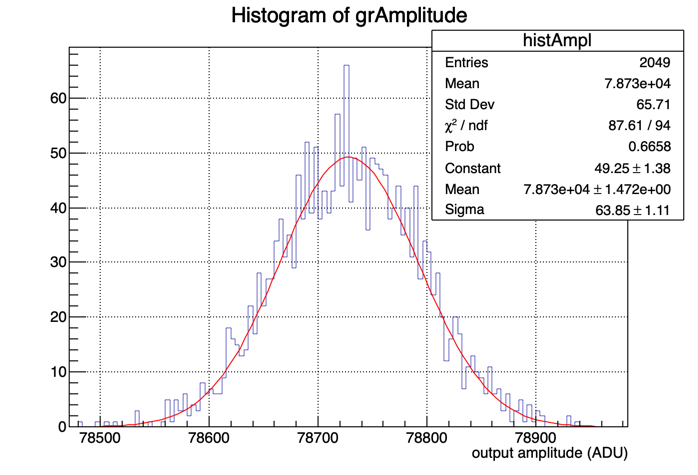 Histogram of grAmplitude
histAmpl
Entries 2049
Mean 7.873e+04
Std Dev 65.71
χ² / ndf 87.61 / 94
Prob 0.6658
Constant 49.25 ± 1.38
Mean 7.873e+04 ± 1.472e+00
Sigma 63.85 ± 1.11
60
50
40
30
20
10
0
78500 78600 78700 78800 78900
output amplitude (ADU)